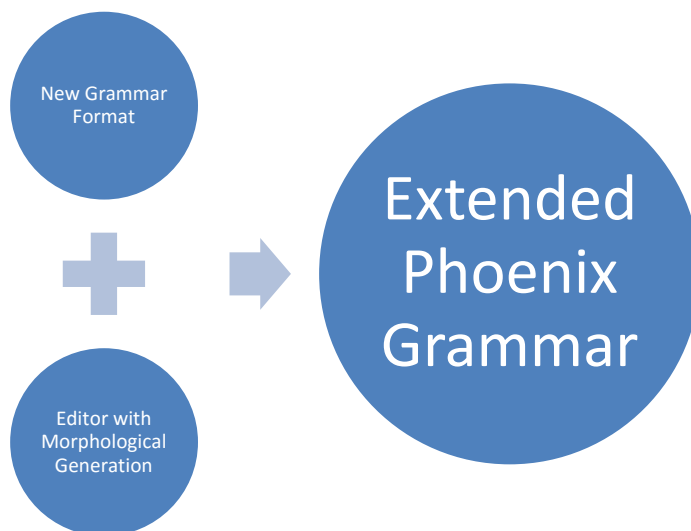 New Grammar
Format
Editor with
Morphological
Generation
Extended
Phoenix
Grammar